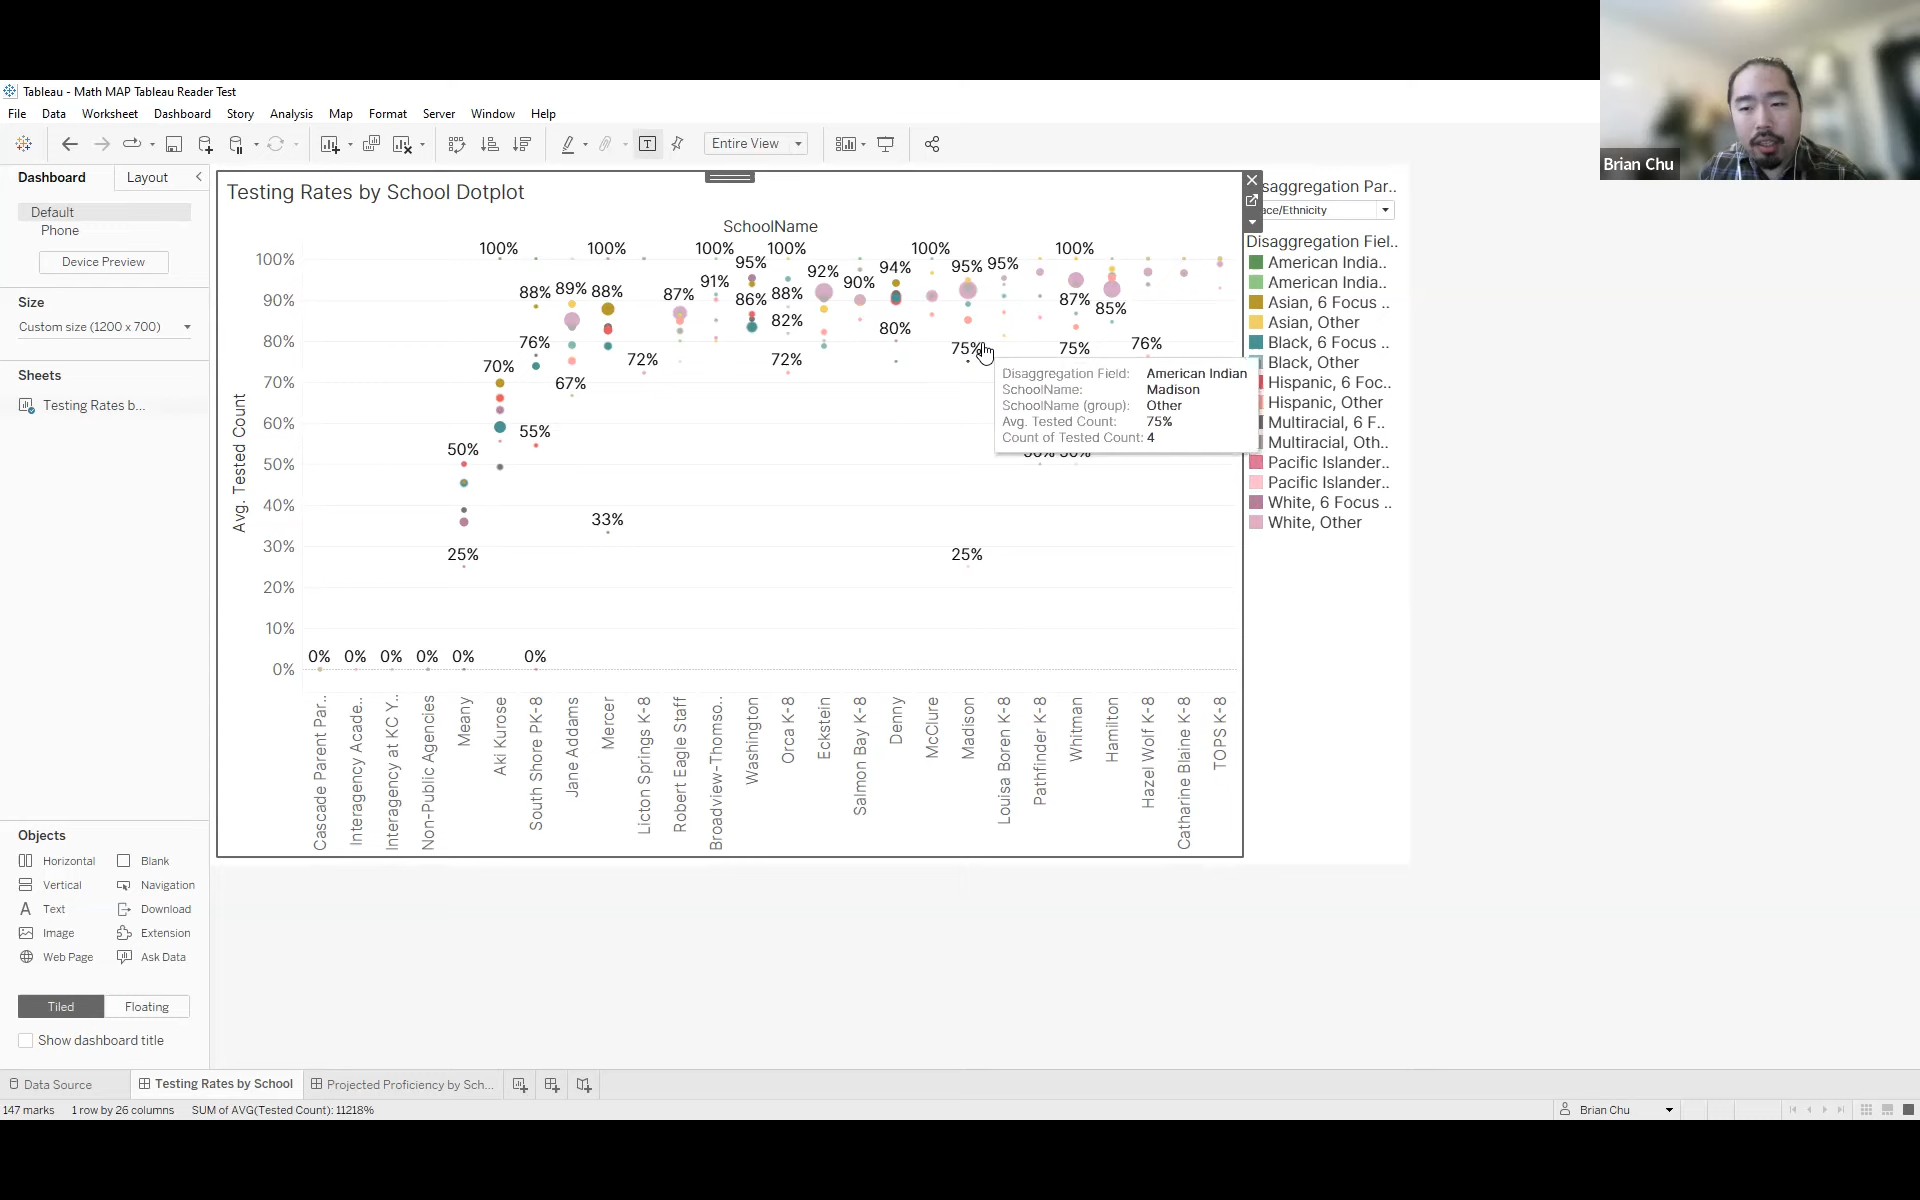 Brian Chu
Tableau - Math MAP Tableau Reader Test
File Data Worksheet Dashboard Story Analysis Map Format Server Window Help
Entire View
Dashboard Layout
Default
Phone
Device Preview
Size
Custom size (1200 x 700)
Sheets
Testing Rates b...
Objects
Horizontal Blank
Vertical Navigation
Text Download
Image Extension
Web Page Ask Data
Tiled Floating
Show dashboard title
Testing Rates by School Dotplot
SchoolName
Avg. Tested Count
100%
90%
80%
70%
60%
50%
40%
30%
20%
10%
0%
100% 100% 100% 100% 100% 100%
95% 95% 95%
88% 89% 88% 87% 91% 86% 88% 92% 90% 94% 87% 85%
76% 82% 80%
70% 67% 72% 72% 75% 75% 76%
50% 55%
33%
25% 25%
0% 0% 0% 0% 0% 0%
Disaggregation Field: American Indian
SchoolName: Madison
SchoolName (group): Other
Avg. Tested Count: 75%
Count of Tested Count: 4
Cascade Parent Par..
Interagency Acade..
Interagency at KC Y..
Non-Public Agencies
Meany
Aki Kurose
South Shore PK-8
Jane Addams
Mercer
Licton Springs K-8
Robert Eagle Staff
Broadview-Thomso..
Washington
Orca K-8
Eckstein
Salmon Bay K-8
Denny
McClure
Madison
Louisa Boren K-8
Pathfinder K-8
Whitman
Hamilton
Hazel Wolf K-8
Catharine Blaine K-8
TOPS K-8
saggregation Par..
ace/Ethnicity
Disaggregation Fiel..
American India..
American India..
Asian, 6 Focus ..
Asian, Other
Black, 6 Focus ..
Black, Other
Hispanic, 6 Foc..
Hispanic, Other
Multiracial, 6 F..
Multiracial, Oth..
Pacific Islander..
Pacific Islander..
White, 6 Focus ..
White, Other
Data Source Testing Rates by School Projected Proficiency by Sch...
147 marks 1 row by 26 columns SUM of AVG(Tested Count): 11218%
Brian Chu